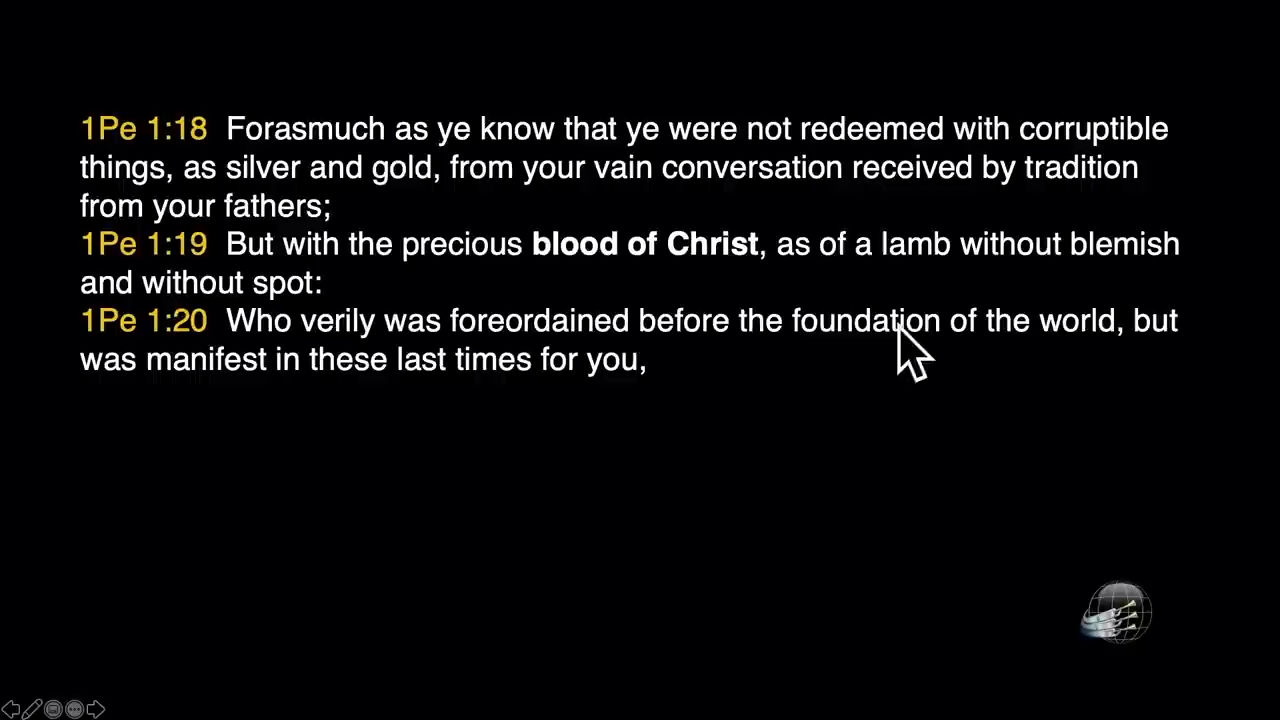 1Pe 1:18 Forasmuch as ye know that ye were not redeemed with corruptible
things, as silver and gold, from your vain conversation received by tradition
from your fathers;
1Pe 1:19 But with the precious blood of Christ, as of a lamb without blemish
and without spot:
1Pe 1:20 Who verily was foreordained before the foundation of the world, but
was manifest in these last times for you,